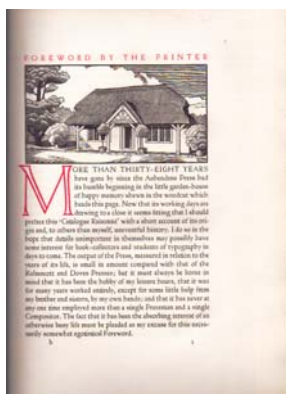 FOREWORD BY THE PRINTER
MORE THAN THIRTY-EIGHT YEARS
have gone by since the Ashendene Press had
its humble beginning in the little garden-house
of happy memory shewn in the woodcut which
heads this page. Now that its working days are
drawing to a close it seems fitting that I should
preface this 'Catalogue Raisonné' with a short account of its ori-
gin and, to others than myself, uneventful history. I do so in the
hope that details unimportant in themselves may possibly have
some interest for book-collectors and students of typography in
days to come. The output of the Press, measured in relation to the
years of its life, is small in amount compared with that of the
Kelmscott and Doves Presses; but it must always be borne in
mind that it has been the hobby of my leisure hours, that it was
for many years worked entirely, except for some little help from
my brother and sisters, by my own hands; and that it has never at
any one time employed more than a single Pressman and a single
Compositor. The fact that it has been the absorbing interest of an
otherwise busy life must be pleaded as my excuse for this neces-
sarily somewhat egotistical Foreword.
b